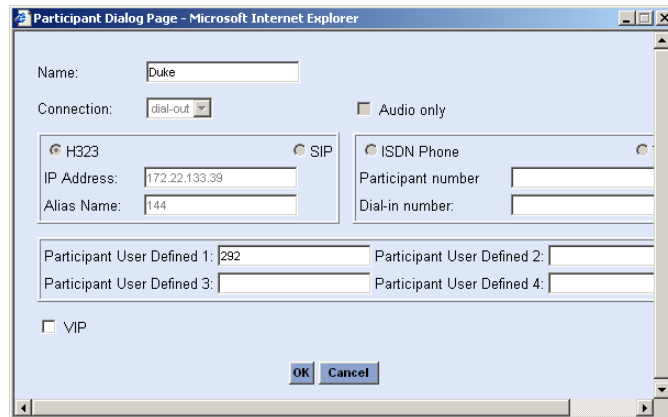 Participant Dialog Page - Microsoft Internet Explorer
Name: Duke
Connection: dial-out Audio only
H323 SIP ISDN Phone
IP Address: 172.22.133.39 Participant number
Alias Name: 144 Dial-in number:
Participant User Defined 1: 292 Participant User Defined 2:
Participant User Defined 3: Participant User Defined 4:
VIP
OK Cancel